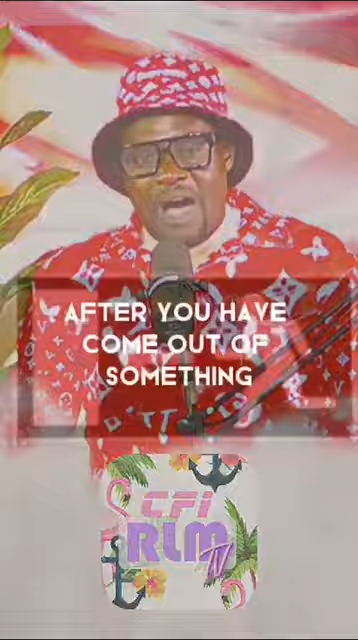 AFTER YOU HAVE
COME OUT OF
SOMETHING
CFI
RLM
TV